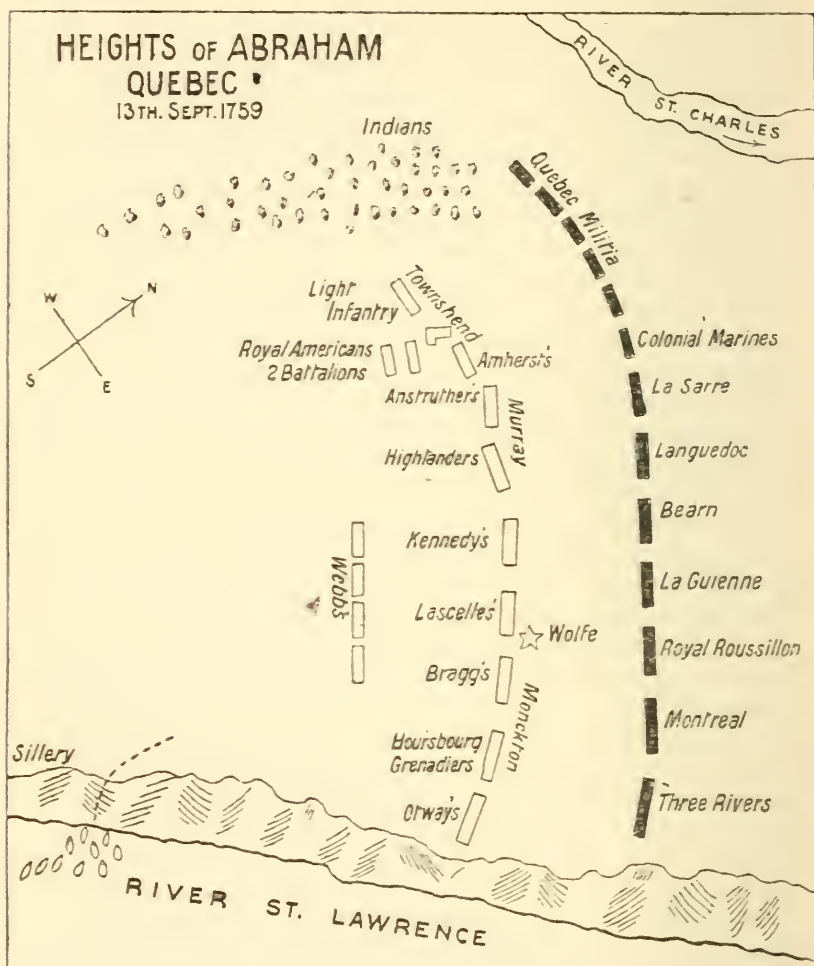 HEIGHTS OF ABRAHAM
QUEBEC
13TH. SEPT. 1759
RIVER ST. CHARLES
Indians
Quebec Militia
W
N
S
E
Light
Infantry
Townshend
Royal Americans
2 Battalions
Amherst's
Colonial Marines
Anstruther's
La Sarre
Murray
Highlanders
Languedoc
Bearn
Kennedy's
Webb's
La Guienne
Lascelles'
Wolfe
Royal Roussillon
Bragg's
Monckton
Montreal
Sillery
Grenadiers
Otway's
Three Rivers
RIVER ST. LAWRENCE